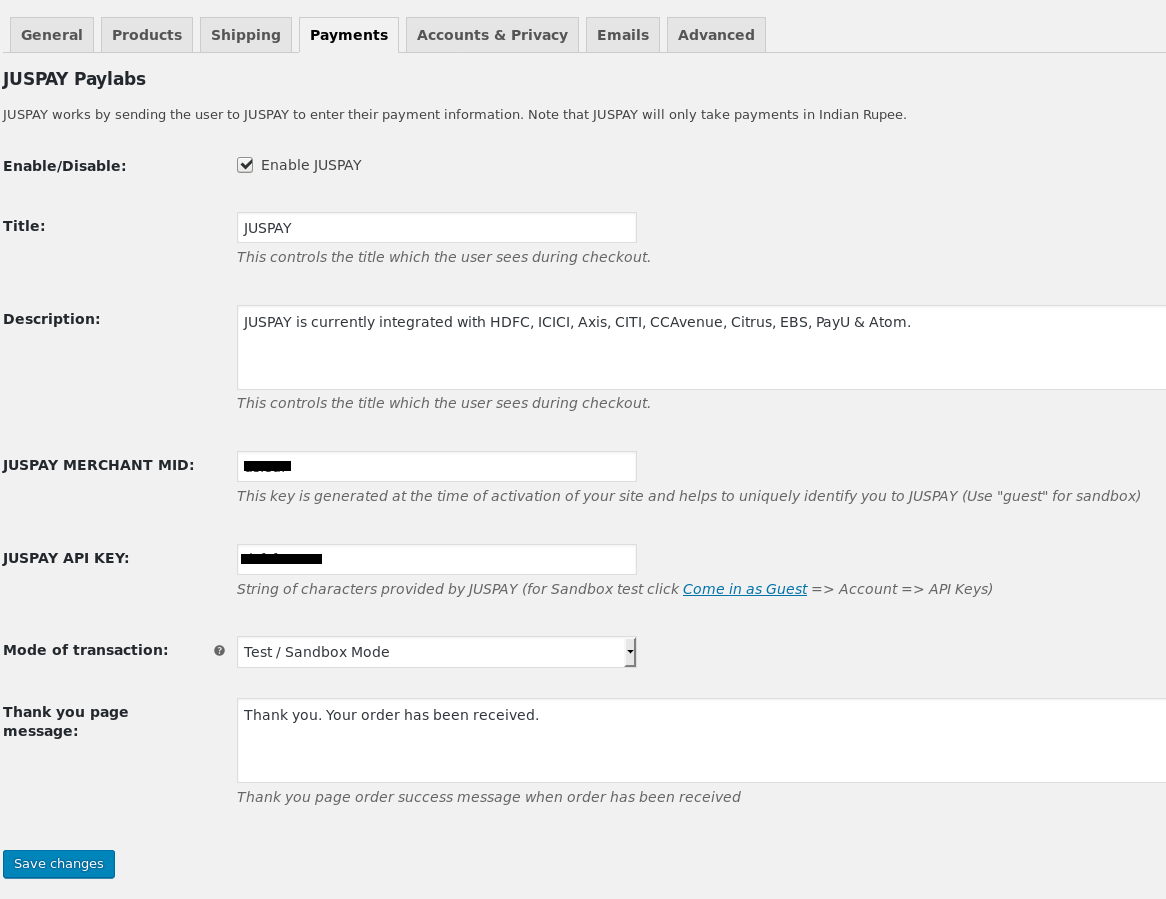 General
Products
Shipping
Payments
Accounts & Privacy
Emails
Advanced
JUSPAY Paylabs
JUSPAY works by sending the user to JUSPAY to enter their payment information. Note that JUSPAY will only take payments in Indian Rupee.
Enable/Disable:
Enable JUSPAY
Title:
JUSPAY
This controls the title which the user sees during checkout.
Description:
JUSPAY is currently integrated with HDFC, ICICI, Axis, CITI, CCAvenue, Citrus, EBS, PayU & Atom.
This controls the title which the user sees during checkout.
JUSPAY MERCHANT MID:
This key is generated at the time of activation of your site and helps to uniquely identify you to JUSPAY (Use "guest" for sandbox)
JUSPAY API KEY:
String of characters provided by JUSPAY (for Sandbox test click Come in as Guest => Account => API Keys)
Mode of transaction:
?
Test / Sandbox Mode
Thank you page
message:
Thank you. Your order has been received.
Thank you page order success message when order has been received
Save changes